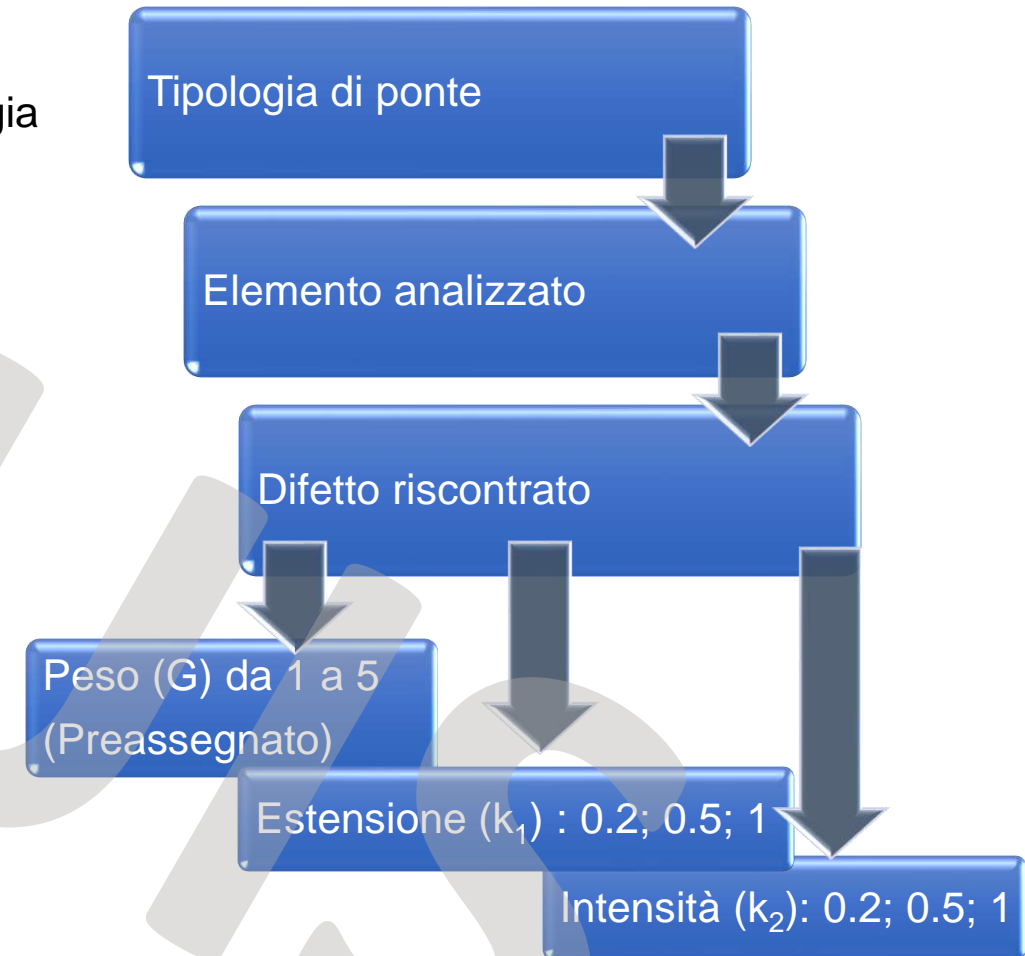 gia
Tipologia di ponte
Elemento analizzato
Difetto riscontrato
Peso (G) da 1 a 5
(Preassegnato)
Estensione (k₁) : 0.2; 0.5; 1
Intensità (k₂): 0.2; 0.5; 1